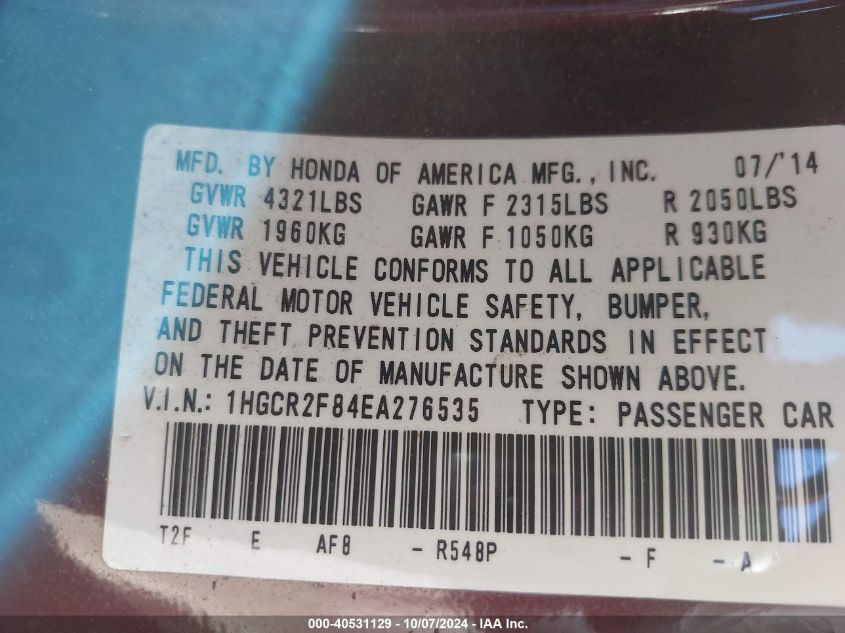 MFD. BY HONDA OF AMERICA MFG., INC. 07/'14
GVWR 4321LBS GAWR F 2315LBS R 2050LBS
GVWR 1960KG GAWR F 1050KG R 930KG
THIS VEHICLE CONFORMS TO ALL APPLICABLE
FEDERAL MOTOR VEHICLE SAFETY, BUMPER,
AND THEFT PREVENTION STANDARDS IN EFFECT
ON THE DATE OF MANUFACTURE SHOWN ABOVE.
V.I.N.: 1HGCR2F84EA276535 TYPE: PASSENGER CAR
T2F E AF8 - R548P - F - A
000-40531129 - 10/07/2024 - IAA Inc.